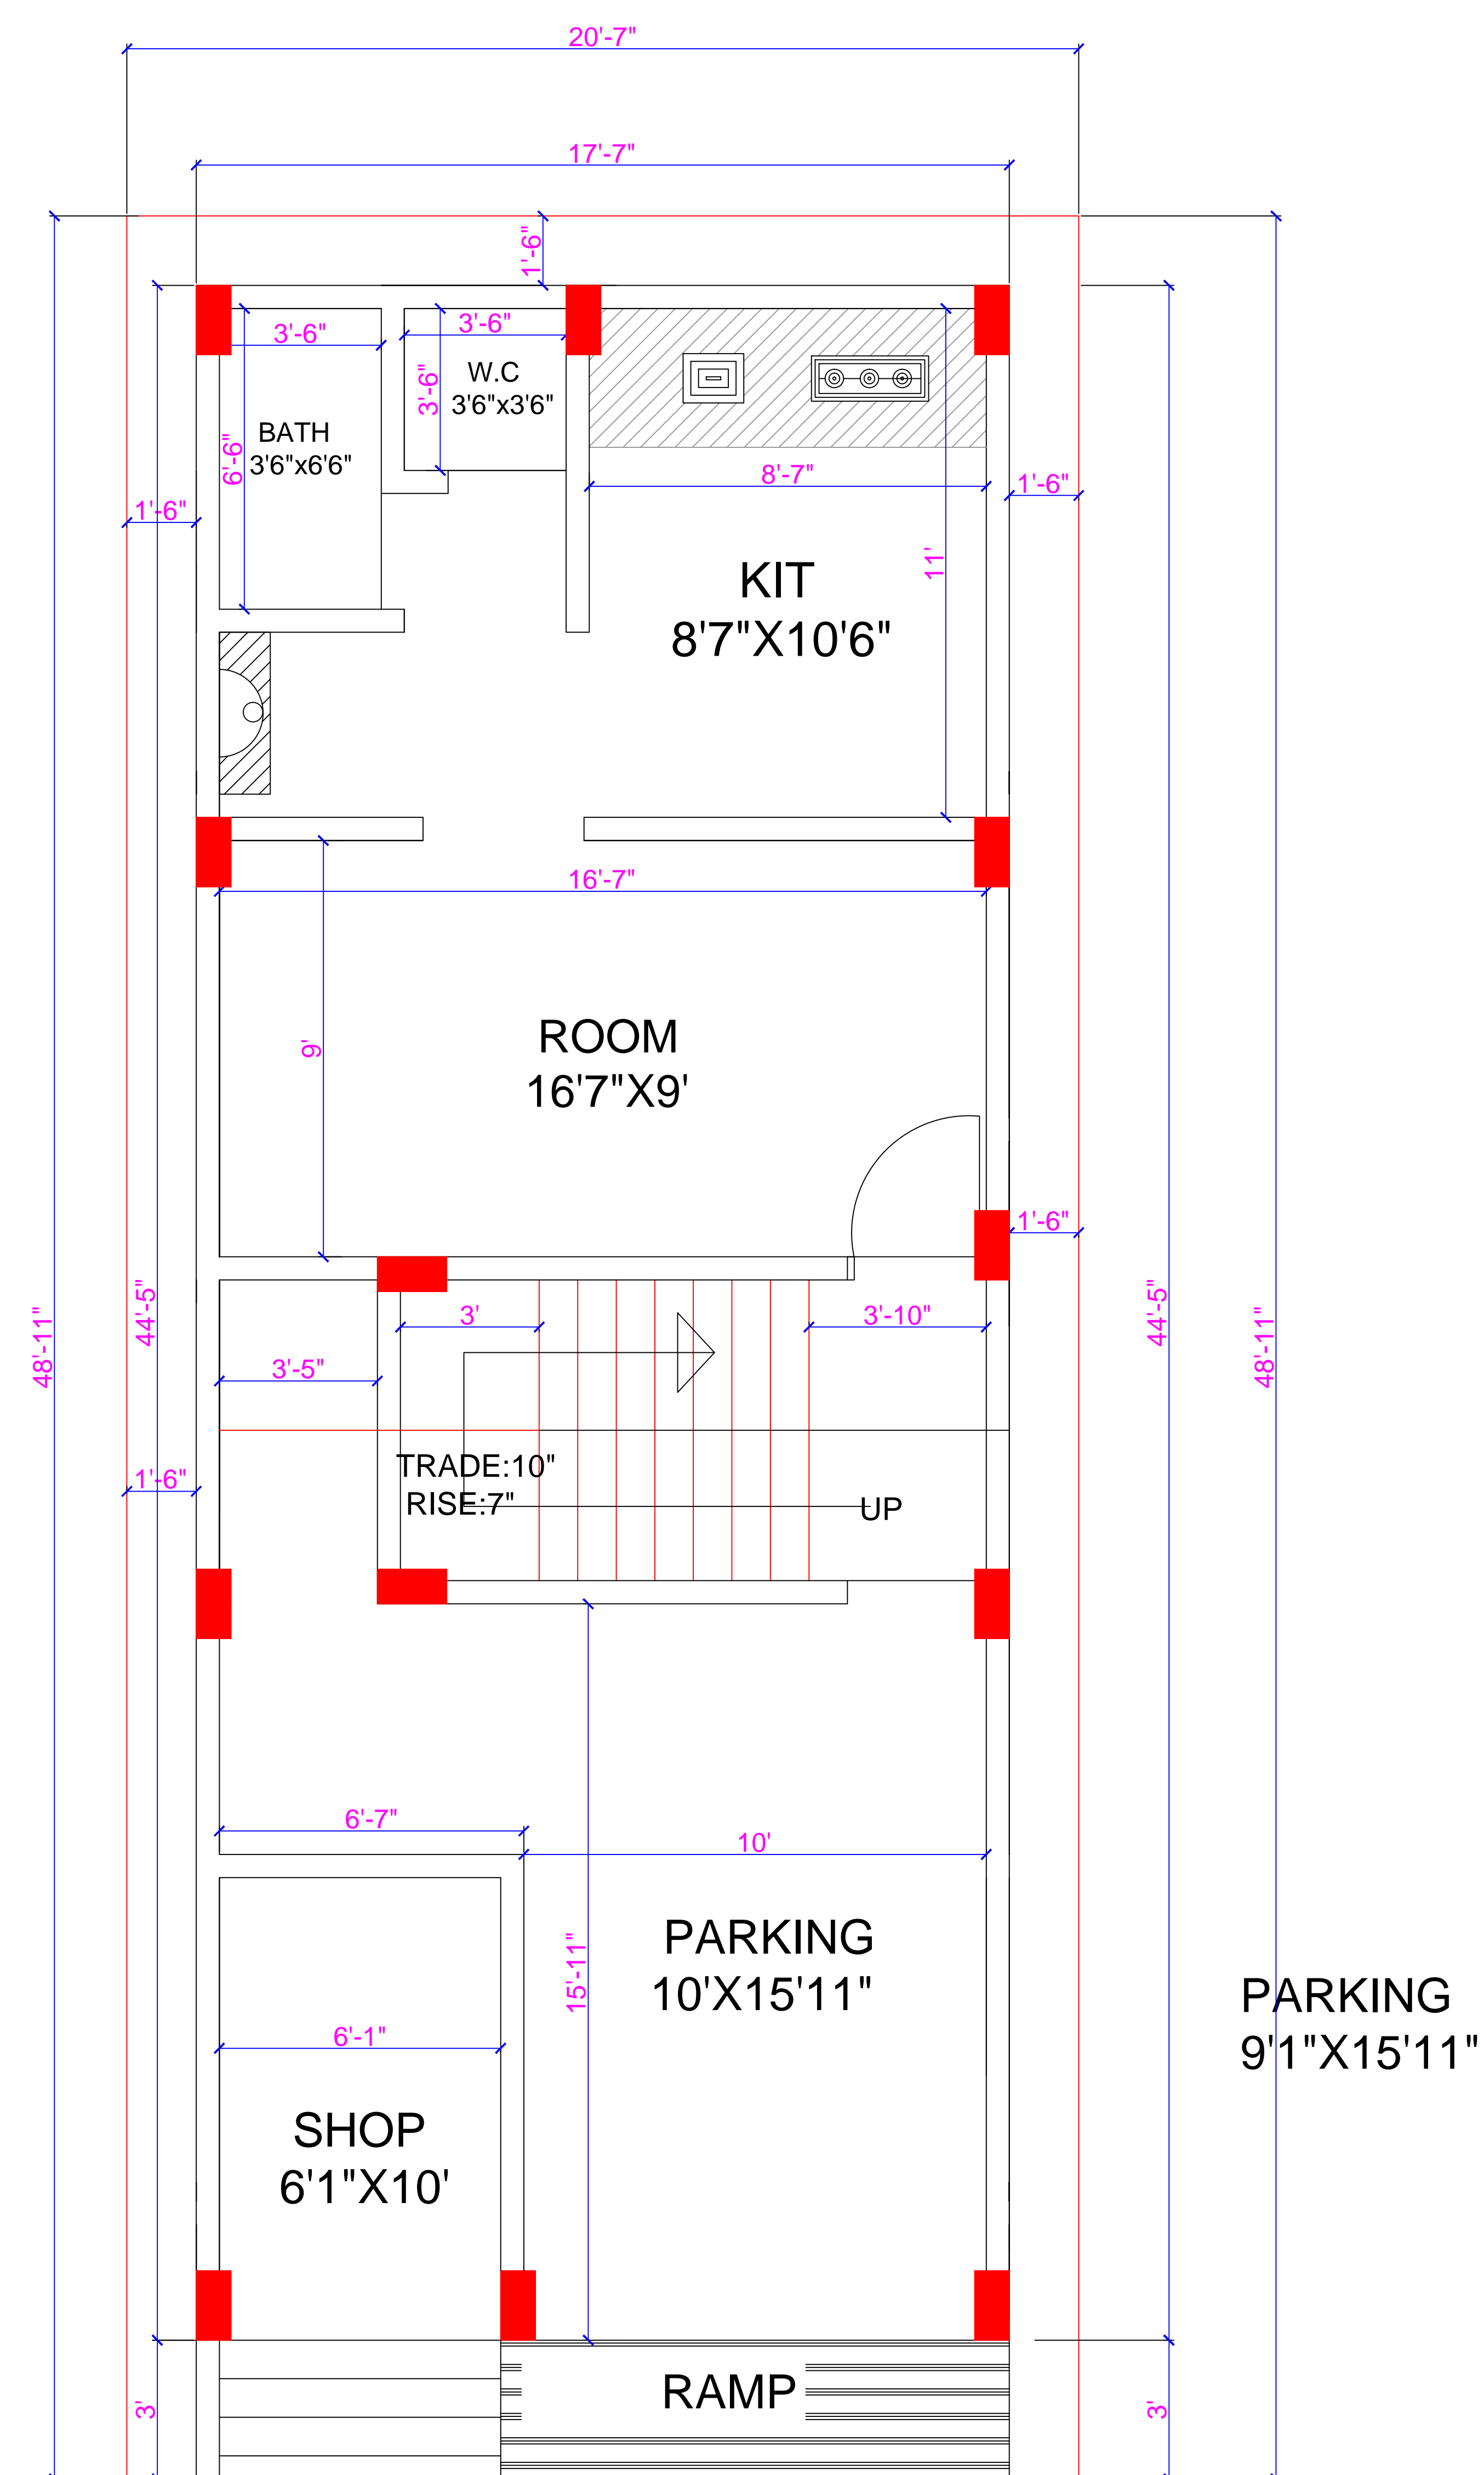 20'-7"
17'-7"
1'-6"
3'-6"
3'-6"
3'-6"
W.C
3'6"x3'6"
BATH
3'6"x6'6"
6'-6"
8'-7"
1'-6"
1'-6"
11'
KIT
8'7"X10'6"
16'-7"
9'
ROOM
16'7"X9'
1'-6"
48'-11"
44'-5"
3'
3'-10"
44'-5"
48'-11"
3'-5"
1'-6"
TRADE:10"
RISE:7"
UP
6'-7"
10'
15'-11"
PARKING
10'X15'11"
PARKING
9'1"X15'11"
6'-1"
SHOP
6'1"X10'
RAMP
3'
3'